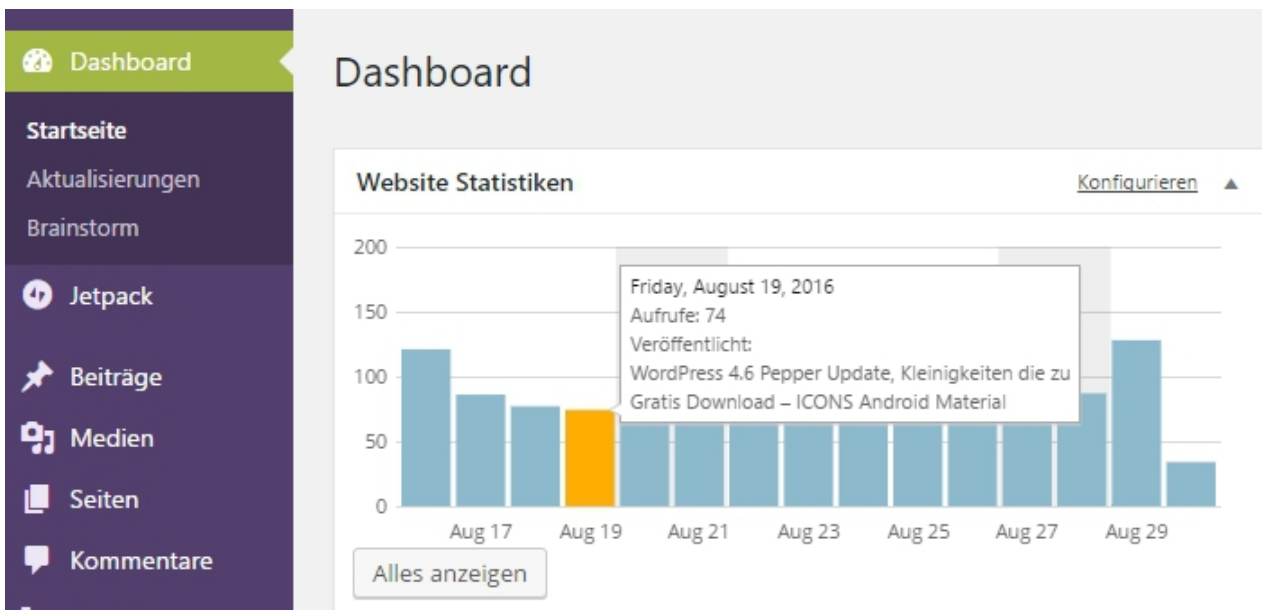 Dashboard
Startseite
Aktualisierungen
Brainstorm
Jetpack
Beiträge
Medien
Seiten
Kommentare
Dashboard
Website Statistiken
Konfigurieren
200
150
100
50
0
Friday, August 19, 2016
Aufrufe: 74
Veröffentlicht:
WordPress 4.6 Pepper Update, Kleinigkeiten die zu
Gratis Download – ICONS Android Material
Aug 17 Aug 19 Aug 21 Aug 23 Aug 25 Aug 27 Aug 29
Alles anzeigen